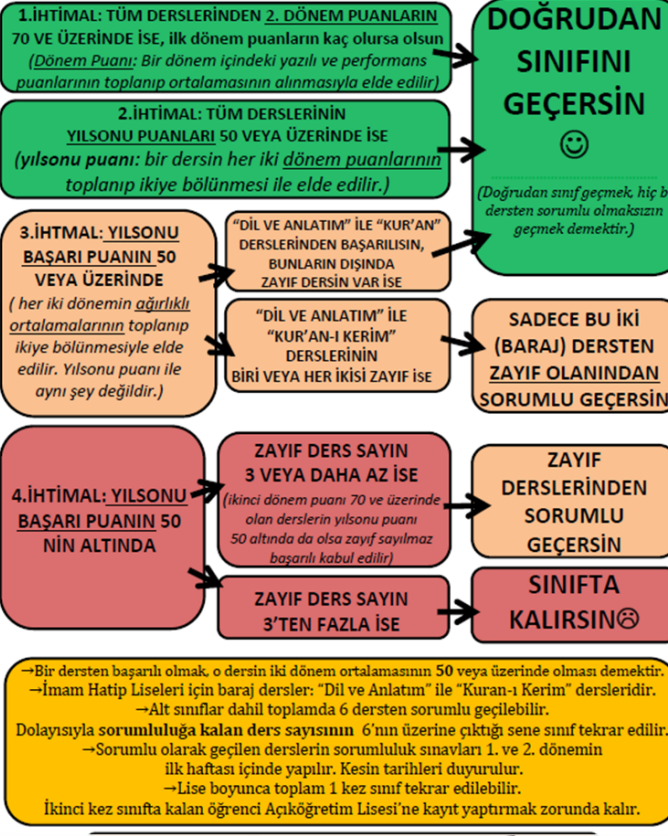 1.İHTİMAL: TÜM DERSLERİNDEN 2. DÖNEM PUANLARIN
70 VE ÜZERİNDE İSE, ilk dönem puanların kaç olursa olsun
(Dönem Puanı: Bir dönem içindeki yazılı ve performans
puanlarının toplanıp ortalamasının alınmasıyla elde edilir)
2.İHTİMAL: TÜM DERSLERİNİN
YILSONU PUANLARI 50 VEYA ÜZERİNDE İSE
(yılsonu puanı: bir dersin her iki dönem puanlarının
toplanıp ikiye bölünmesi ile elde edilir.)
DOĞRUDAN
SINIFINI
GEÇERSİN
☺
(Doğrudan sınıf geçmek, hiç b
dersten sorumlu olmaksızın
geçmek demektir.)
3.İHTMAL: YILSONU
BAŞARI PUANIN 50
VEYA ÜZERİNDE
( her iki dönemin ağırlıklı
ortalamalarının toplanıp
ikiye bölünmesiyle elde
edilir. Yılsonu puanı ile
aynı şey değildir.)
“DİL VE ANLATIM” İLE “KUR’AN”
DERSLERİNDEN BAŞARILISIN,
BUNLARIN DIŞINDA
ZAYIF DERSİN VAR İSE
“DİL VE ANLATIM” İLE
“KUR’AN-I KERİM”
DERSLERİNİN
BİRİ VEYA HER İKİSİ ZAYIF İSE
SADECE BU İKİ
(BARAJ) DERSTEN
ZAYIF OLANINDAN
SORUMLU GEÇERSİN
4.İHTİMAL: YILSONU
BAŞARI PUANIN 50
NİN ALTINDA
ZAYIF DERS SAYIN
3 VEYA DAHA AZ İSE
(ikinci dönem puanı 70 ve üzerinde
olan derslerin yılsonu puanı
50 altında da olsa zayıf sayılmaz
başarılı kabul edilir)
ZAYIF
DERSLERİNDEN
SORUMLU
GEÇERSİN
ZAYIF DERS SAYIN
3’TEN FAZLA İSE
SINIFTA
KALIRSIN☹
→Bir dersten başarılı olmak, o dersin iki dönem ortalamasının 50 veya üzerinde olması demektir.
→İmam Hatip Liseleri için baraj dersler: “Dil ve Anlatım” ile “Kuran-ı Kerim” dersleridir.
→Alt sınıflar dahil toplamda 6 dersten sorumlu geçilebilir.
Dolayısıyla sorumluluğa kalan ders sayısının 6’nın üzerine çıktığı sene sınıf tekrar edilir.
→Sorumlu olarak geçilen derslerin sorumluluk sınavları 1. ve 2. dönemin
ilk haftası içinde yapılır. Kesin tarihleri duyurulur.
→Lise boyunca toplam 1 kez sınıf tekrar edilebilir.
İkinci kez sınıfta kalan öğrenci Açıköğretim Lisesi’ne kayıt yaptırmak zorunda kalır.